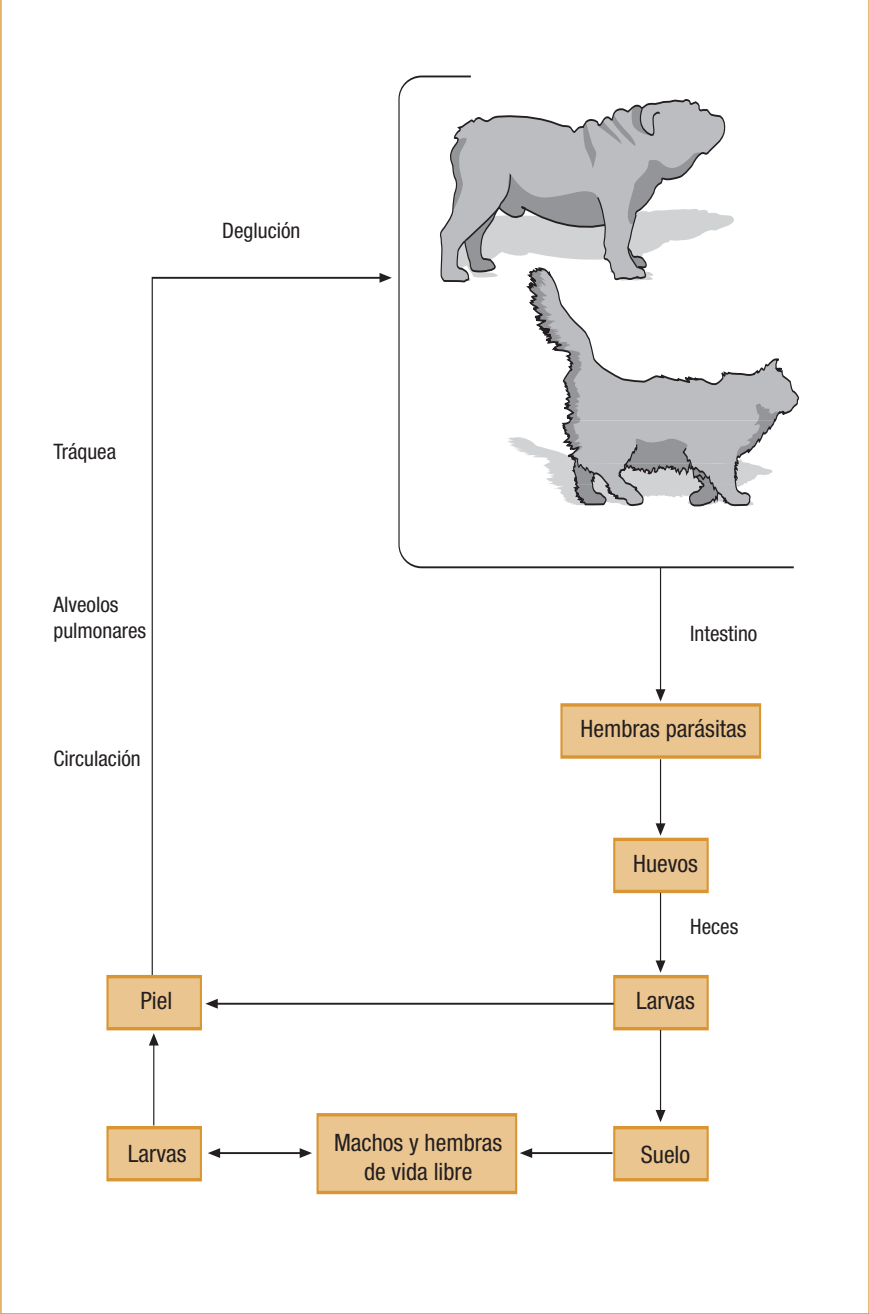 Deglución
Tráquea
Alveolos
pulmonares
Intestino
Hembras parásitas
Circulación
Huevos
Heces
Piel
Larvas
Larvas
Machos y hembras
de vida libre
Suelo